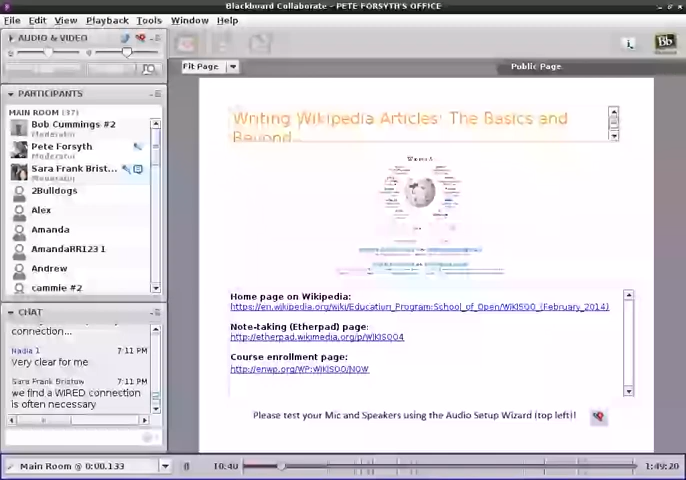 Blackboard Collaborate - PETE FORSYTH'S OFFICE
File Edit View Playback Tools Window Help
AUDIO & VIDEO
Fit Page
Public Page
PARTICIPANTS
MAIN ROOM (37)
Bob Cummings #2
Moderator
Pete Forsyth
Moderator
Sara Frank Brist...
Moderator
2Bulldogs
Alex
Amanda
AmandaRR1231
Andrew
cammie #2
CHAT
connection...
Nadia 1 7:11 PM
Very clear for me
Sara Frank Bristow 7:11 PM
we find a WIRED connection
is often necessary
Writing Wikipedia Articles: The Basics and
Beyond
Home page on Wikipedia:
https://en.wikipedia.org/wiki/Education_Program:School_of_Open/WIKISOO_(February_2014)
Note-taking (Etherpad) page:
http://etherpad.wikimedia.org/p/WIKISOO4
Course enrollment page:
http://enwp.org/WP:WIKISOO/NOW
Please test your Mic and Speakers using the Audio Setup Wizard (top left)!
Bb
Main Room @ 0:00.133
10:40
1:49:20